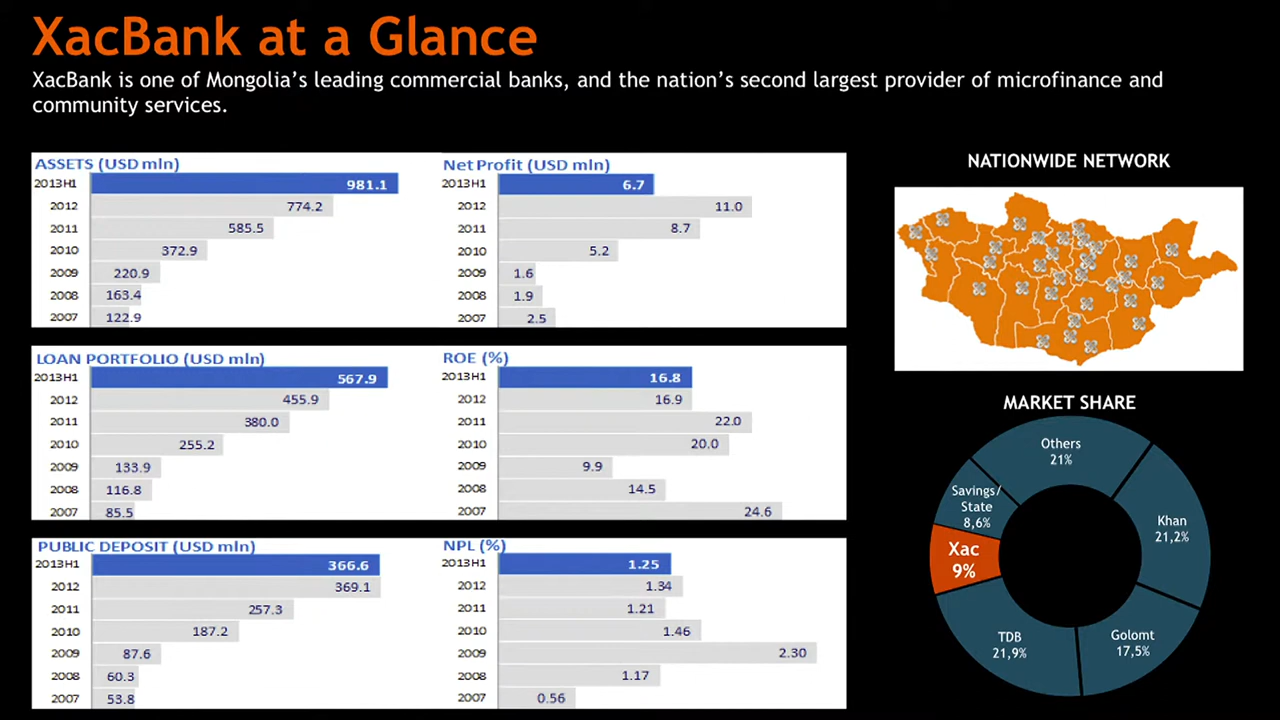 XacBank at a Glance
XacBank is one of Mongolia's leading commercial banks, and the nation's second largest provider of microfinance and
community services.
ASSETS (USD mln)
2013H1 981.1
2012 774.2
2011 585.5
2010 372.9
2009 220.9
2008 163.4
2007 122.9
Net Profit (USD mln)
2013H1 6.7
2012 11.0
2011 8.7
2010 5.2
2009 1.6
2008 1.9
2007 2.5
LOAN PORTFOLIO (USD mln)
2013H1 567.9
2012 455.9
2011 380.0
2010 255.2
2009 133.9
2008 116.8
2007 85.5
ROE (%)
2013H1 16.8
2012 16.9
2011 22.0
2010 20.0
2009 9.9
2008 14.5
2007 24.6
PUBLIC DEPOSIT (USD mln)
2013H1 366.6
2012 369.1
2011 257.3
2010 187.2
2009 87.6
2008 60.3
2007 53.8
NPL (%)
2013H1 1.25
2012 1.34
2011 1.21
2010 1.46
2009 2.30
2008 1.17
2007 0.56
NATIONWIDE NETWORK
MARKET SHARE
Others
21%
Khan
21,2%
Golomt
17,5%
TDB
21,9%
Xac
9%
Savings/
State
8,6%